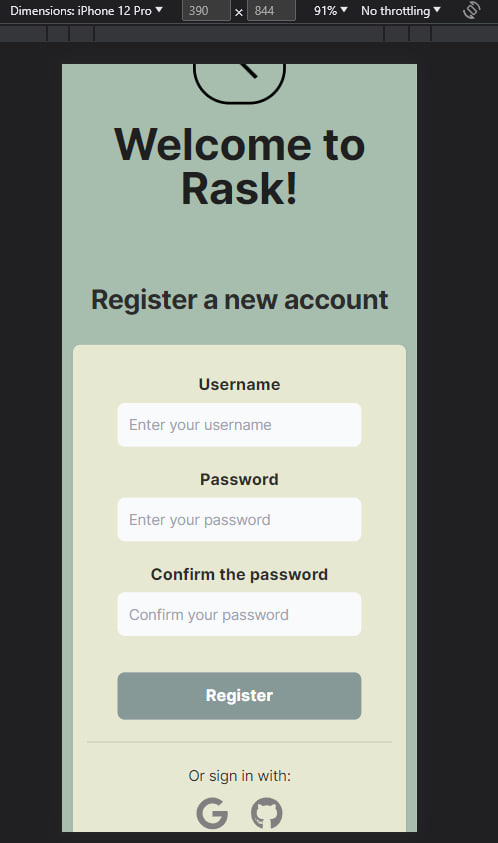 Dimensions: iPhone 12 Pro 390 × 844 91% No throttling
Welcome to
Rask!
Register a new account
Username
Enter your username
Password
Enter your password
Confirm the password
Confirm your password
Register
Or sign in with: